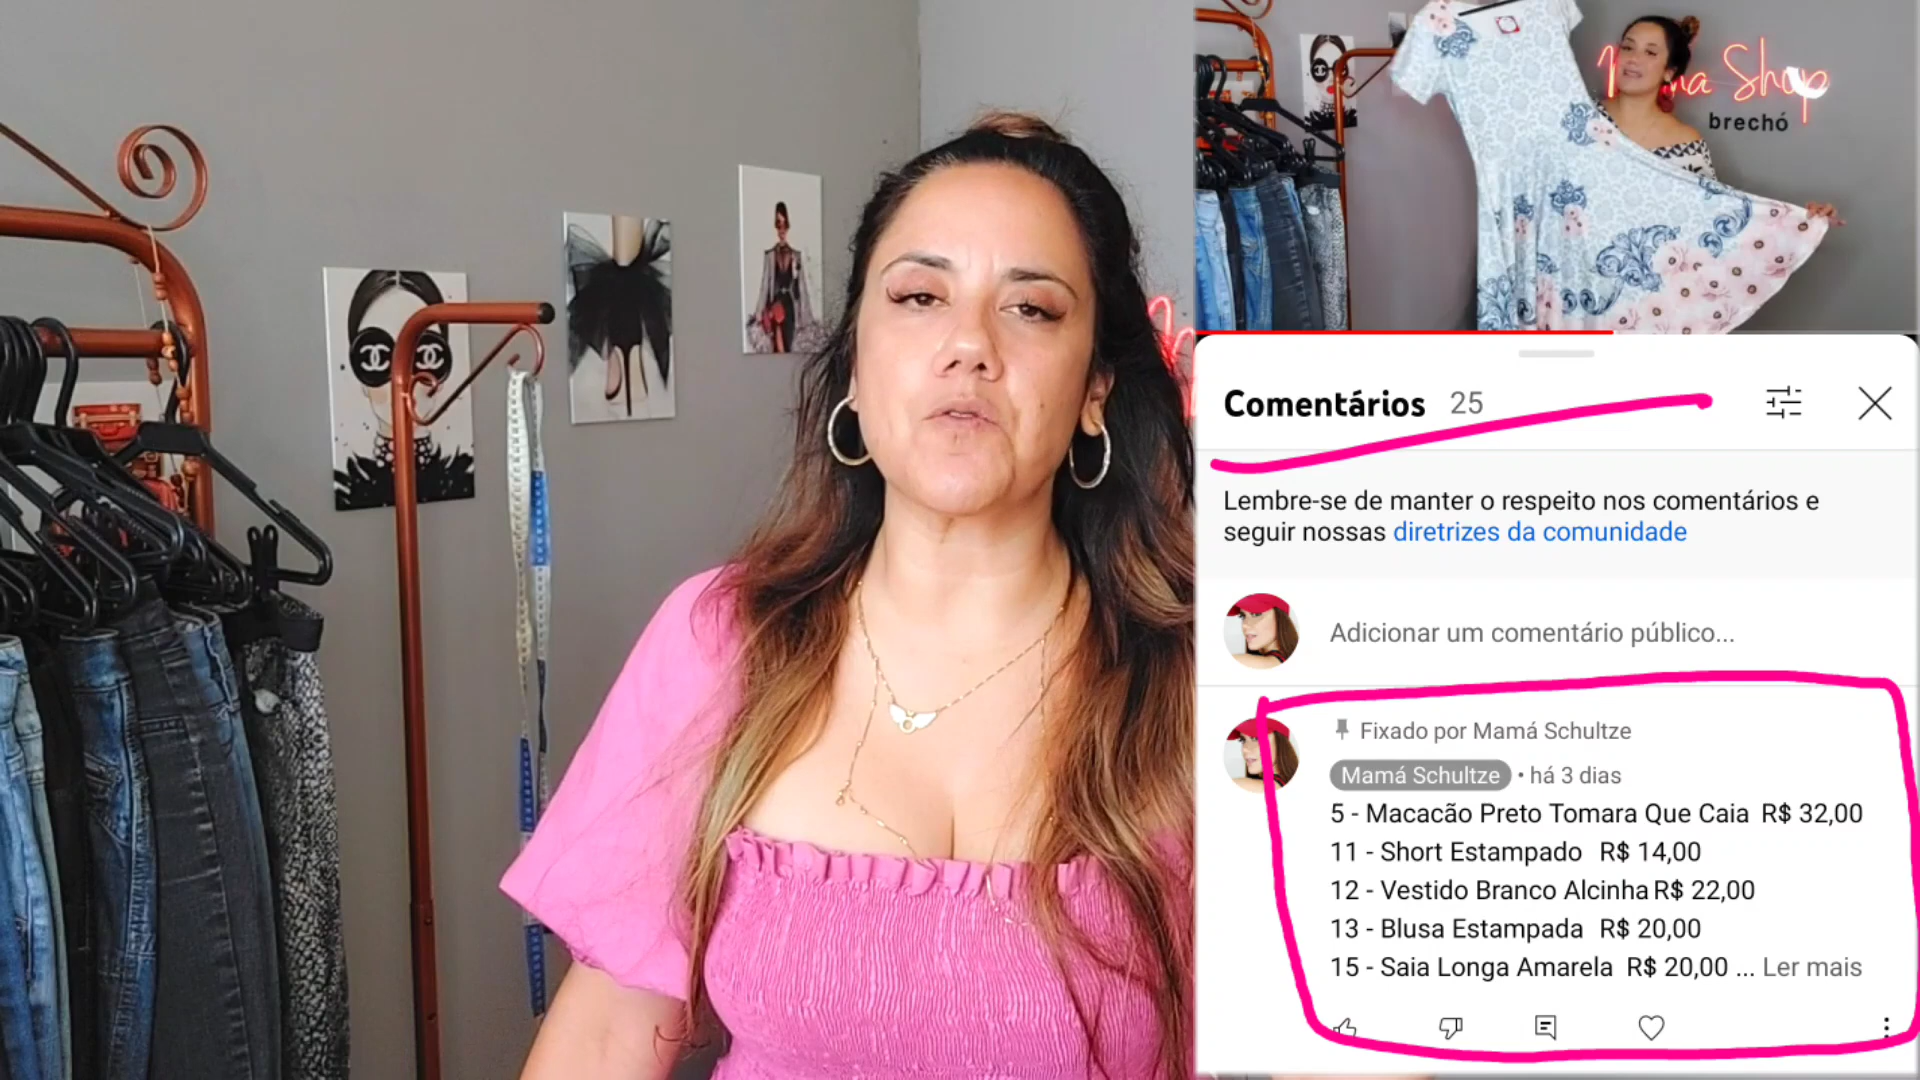 Shop
brechó
Comentários 25
Lembre-se de manter o respeito nos comentários e
seguir nossas diretrizes da comunidade
Adicionar um comentário público...
Fixado por Mamá Schultze
Mamá Schultze • há 3 dias
5 - Macacão Preto Tomara Que Caia R$ 32,00
11 - Short Estampado R$ 14,00
12 - Vestido Branco Alcinha R$ 22,00
13 - Blusa Estampada R$ 20,00
15 - Saia Longa Amarela R$ 20,00 ... Ler mais